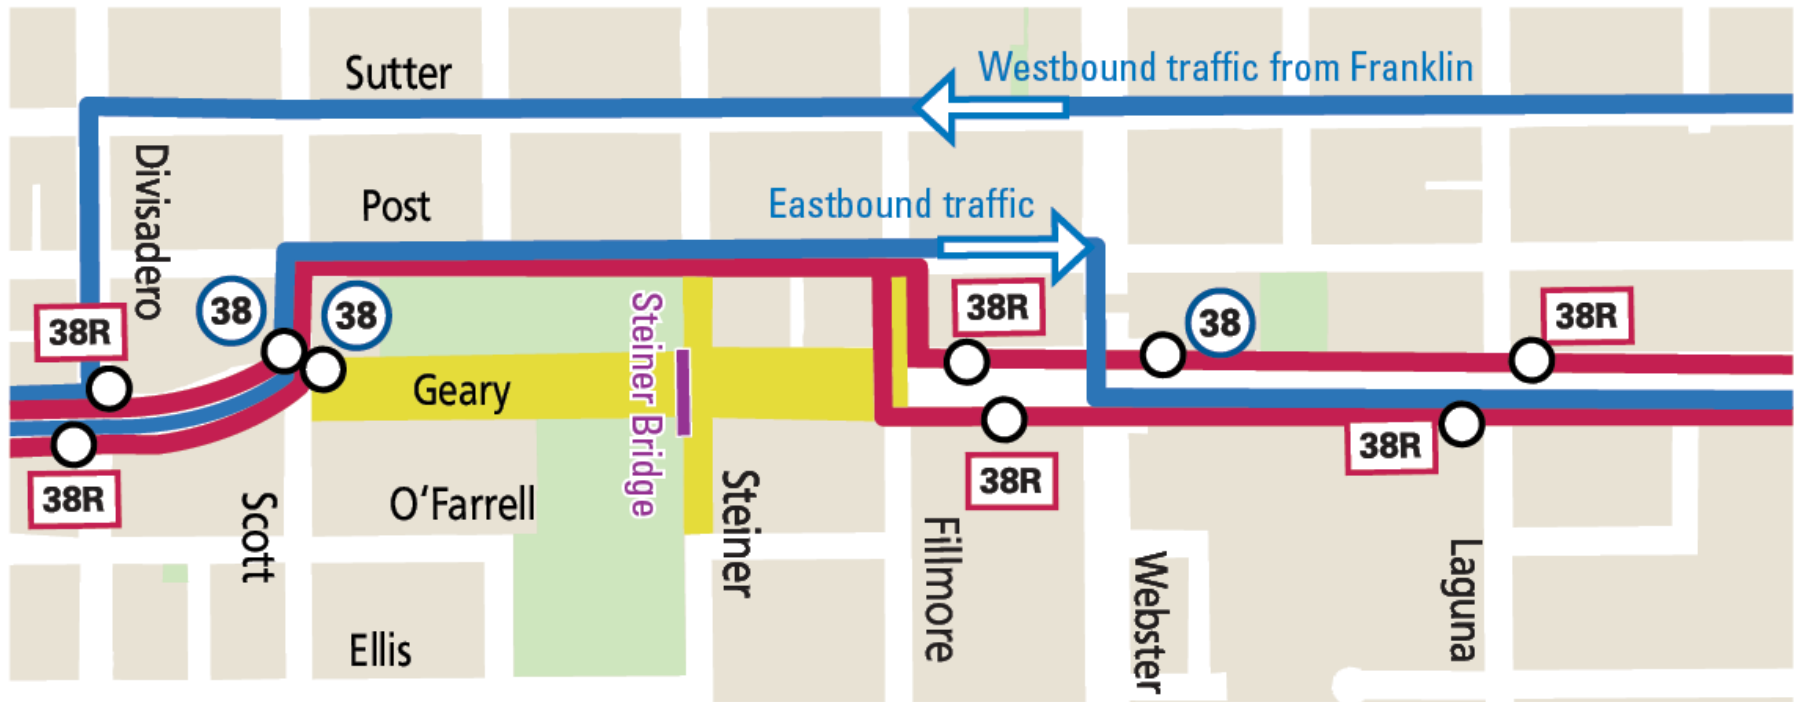 Westbound traffic from Franklin
Sutter
Divisadero
Post
Eastbound traffic
38R
38
38
38R
38
38R
Steiner Bridge
Geary
38R
38R
38R
O'Farrell
Scott
Steiner
Fillmore
Webster
Laguna
Ellis